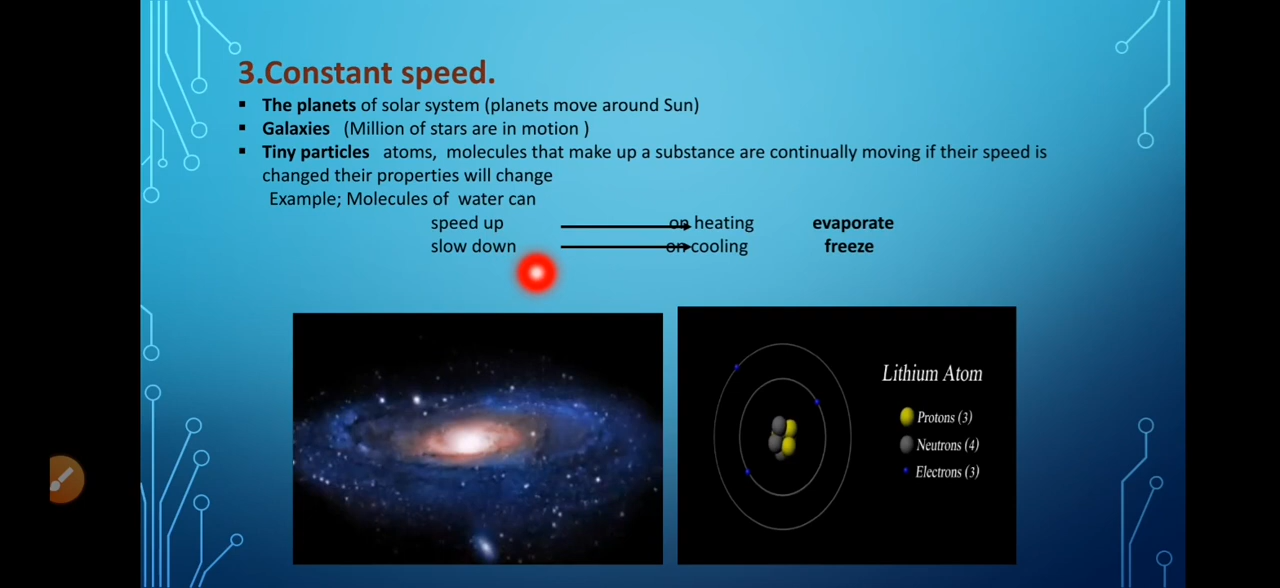 3.Constant speed.
▪ The planets of solar system (planets move around Sun)
▪ Galaxies (Million of stars are in motion )
▪ Tiny particles atoms, molecules that make up a substance are continually moving if their speed is
changed their properties will change
Example; Molecules of water can
speed up on heating evaporate
slow down on cooling freeze
Lithium Atom
Protons (3)
Neutrons (4)
Electrons (3)